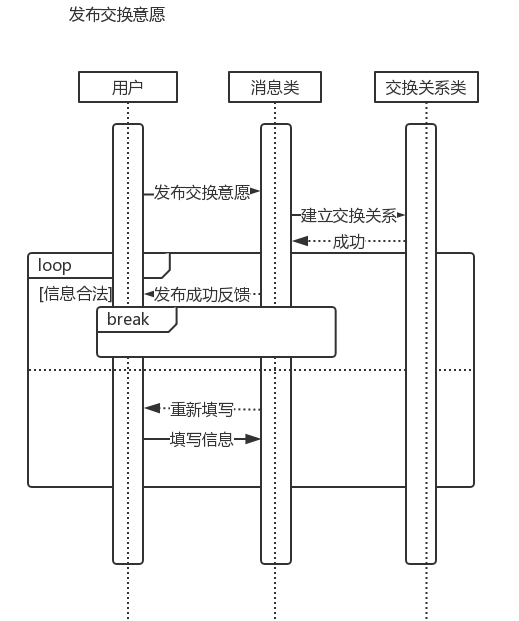 发布交换意愿
用户
消息类
交换关系类
发布交换意愿
建立交换关系
成功
loop
[信息合法]
发布成功反馈
break
重新填写
填写信息